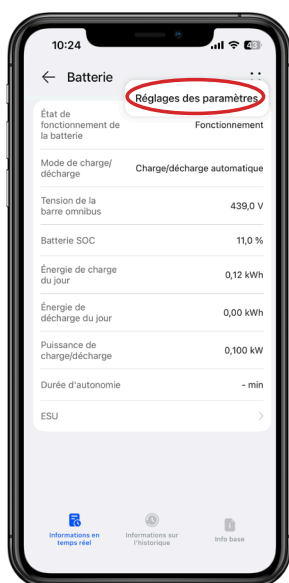 10:24
43
Batterie
Réglages des paramètres
État de
fonctionnement de
la batterie
Fonctionnement
Mode de charge/
décharge
Charge/décharge automatique
Tension de la
barre omnibus
439,0 V
Batterie SOC
11,0 %
Énergie de charge
du jour
0,12 kWh
Énergie de
décharge du jour
0,00 kWh
Puissance de
charge/décharge
0,100 kW
Durée d'autonomie
- min
ESU
Informations en
temps réel
Informations sur
l'historique
Info base